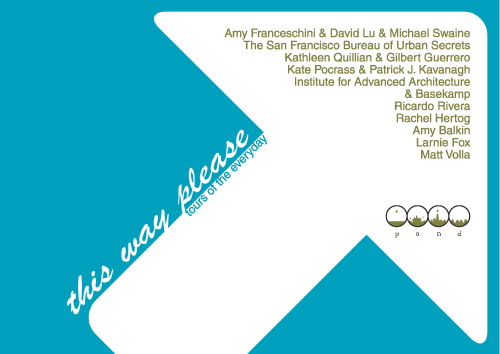 Amy Franceschini & David Lu & Michael Swaine
The San Francisco Bureau of Urban Secrets
Kathleen Quillian & Gilbert Guerrero
Kate Pocrass & Patrick J. Kavanagh
Institute for Advanced Architecture
& Basekamp
Ricardo Rivera
Rachel Hertog
Amy Balkin
Larnie Fox
Matt Volla
this way please
tours of the everyday
pond